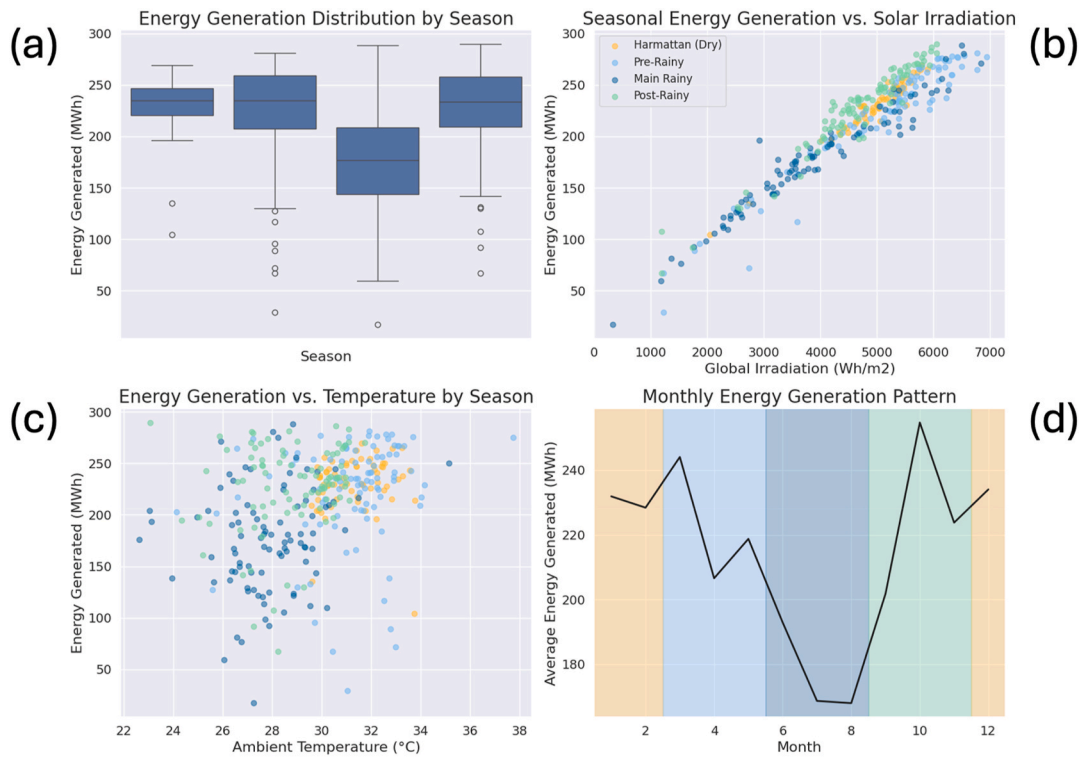 (a)
Energy Generation Distribution by Season
Energy Generated (MWh)
300
250
200
150
100
50
Season
(b)
Seasonal Energy Generation vs. Solar Irradiation
Energy Generated (MWh)
300
250
200
150
100
50
Harmattan (Dry)
Pre-Rainy
Main Rainy
Post-Rainy
0 1000 2000 3000 4000 5000 6000 7000
Global Irradiation (Wh/m2)
(c)
Energy Generation vs. Temperature by Season
Energy Generated (MWh)
300
250
200
150
100
50
22 24 26 28 30 32 34 36 38
Ambient Temperature (°C)
(d)
Monthly Energy Generation Pattern
Average Energy Generated (MWh)
240
220
200
180
2 4 6 8 10 12
Month